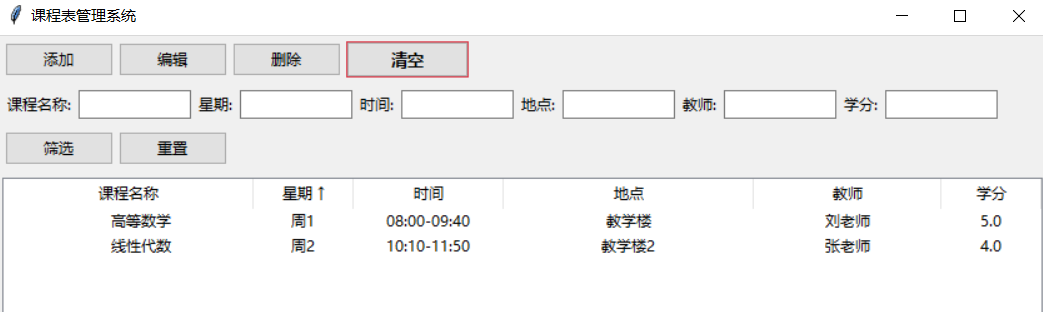 课程表管理系统
添加 编辑 删除 清空
课程名称: 星期: 时间: 地点: 教师: 学分:
筛选 重置
课程名称 星期↑ 时间 地点 教师 学分
高等数学 周1 08:00-09:40 教学楼 刘老师 5.0
线性代数 周2 10:10-11:50 教学楼2 张老师 4.0